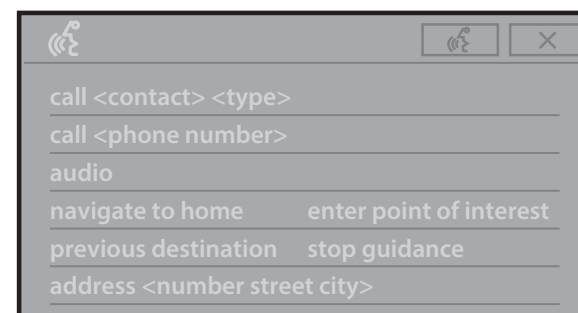 call <contact> <type>
call <phone number>
audio
navigate to home enter point of interest
previous destination stop guidance
address <number street city>